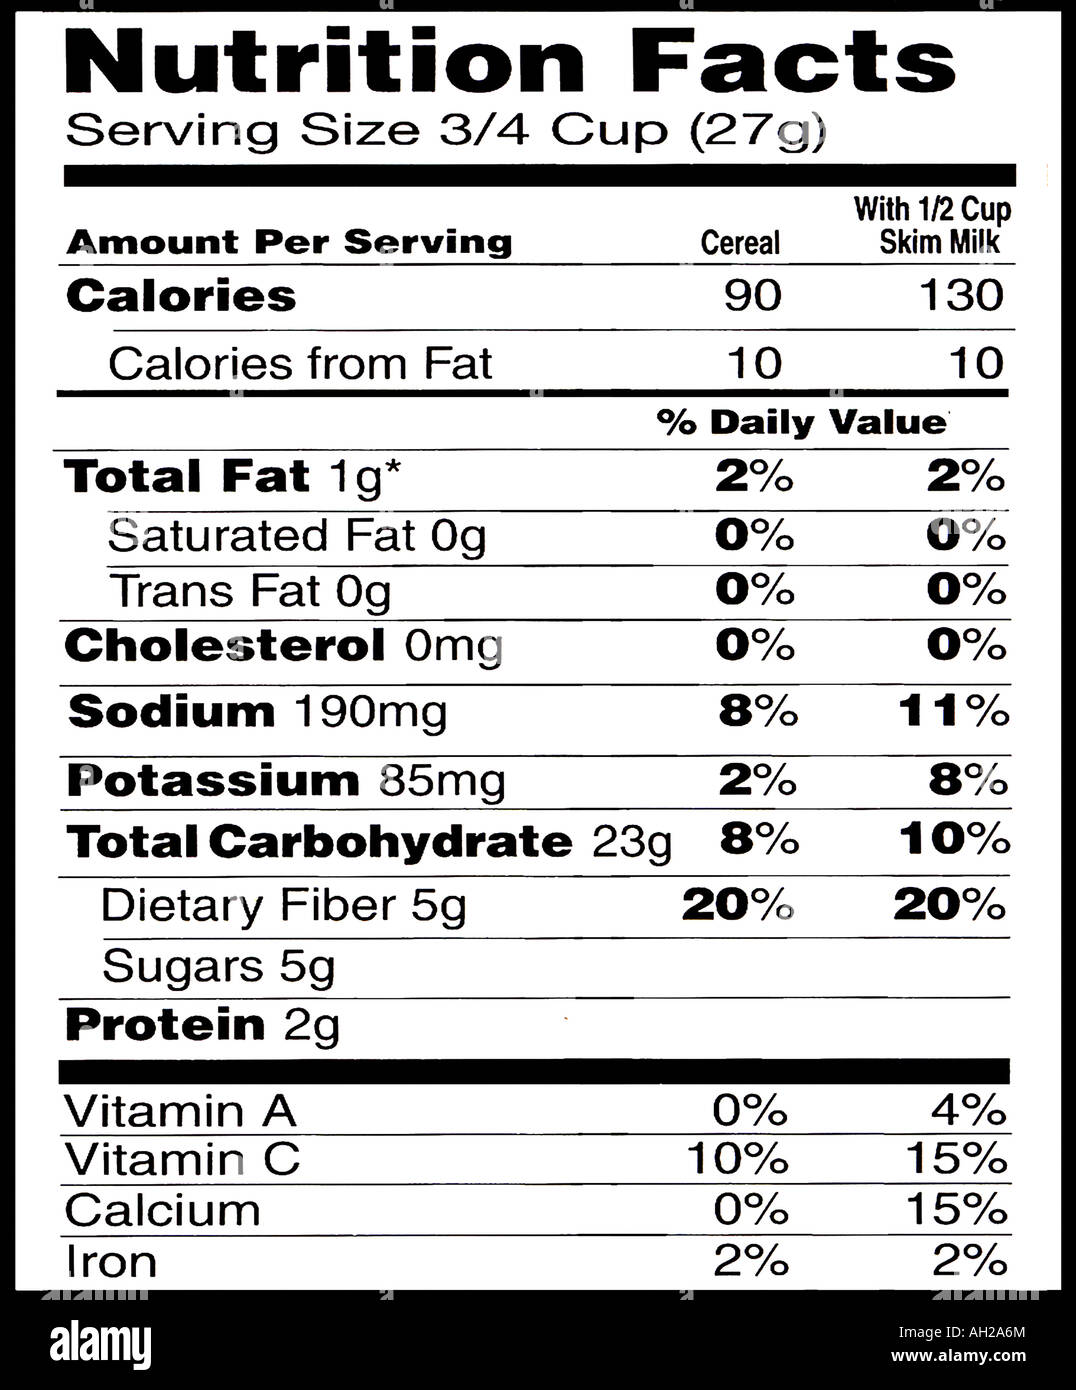 Nutrition Facts
Serving Size 3/4 Cup (27g)
With 1/2 Cup
Amount Per Serving Cereal Skim Milk
Calories 90 130
Calories from Fat 10 10
% Daily Value
Total Fat 1g* 2% 2%
Saturated Fat 0g 0% 0%
Trans Fat 0g 0% 0%
Cholesterol 0mg 0% 0%
Sodium 190mg 8% 11%
Potassium 85mg 2% 8%
Total Carbohydrate 23g 8% 10%
Dietary Fiber 5g 20% 20%
Sugars 5g
Protein 2g
Vitamin A 0% 4%
Vitamin C 10% 15%
Calcium 0% 15%
Iron 2% 2%
alamy
AH2A6M
www.alamy.com